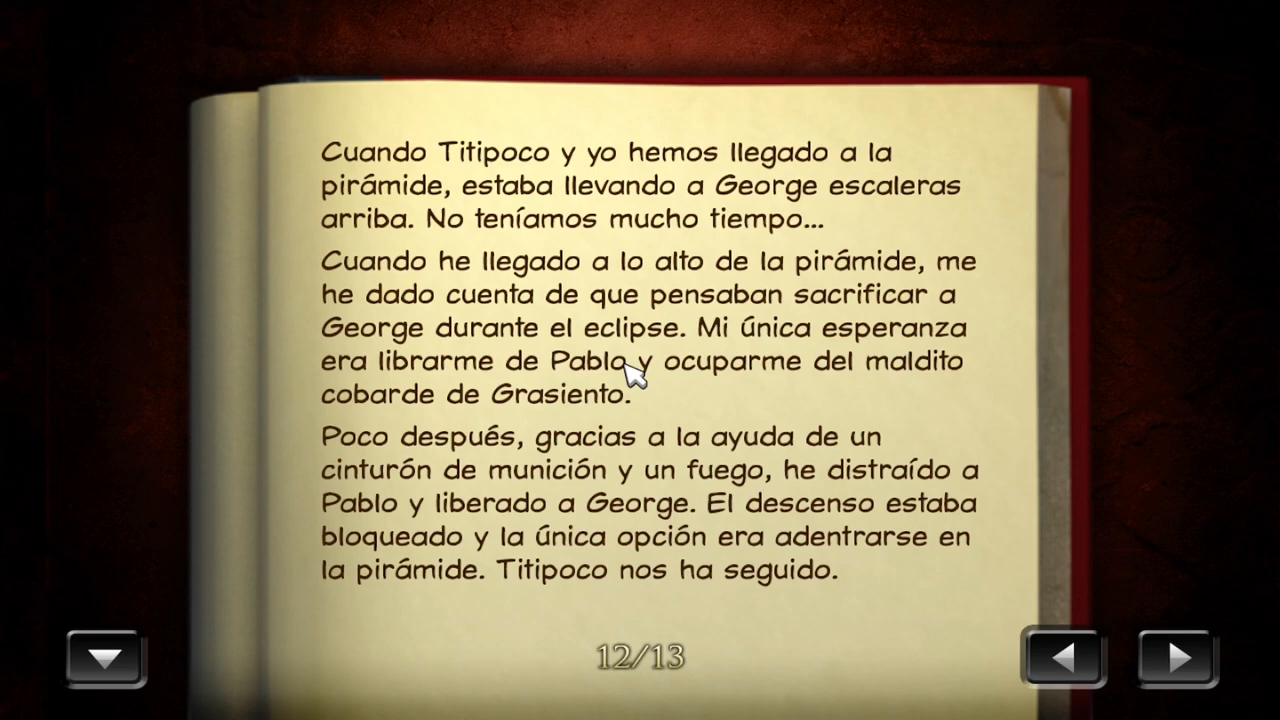 Cuando Titipoco y yo hemos llegado a la
pirámide, estaba llevando a George escaleras
arriba. No teníamos mucho tiempo...
Cuando he llegado a lo alto de la pirámide, me
he dado cuenta de que pensaban sacrificar a
George durante el eclipse. Mi única esperanza
era librarme de Pablo y ocuparme del maldito
cobarde de Grasiento.
Poco después, gracias a la ayuda de un
cinturón de munición y un fuego, he distraído a
Pablo y liberado a George. El descenso estaba
bloqueado y la única opción era adentrarse en
la pirámide. Titipoco nos ha seguido.
12/13